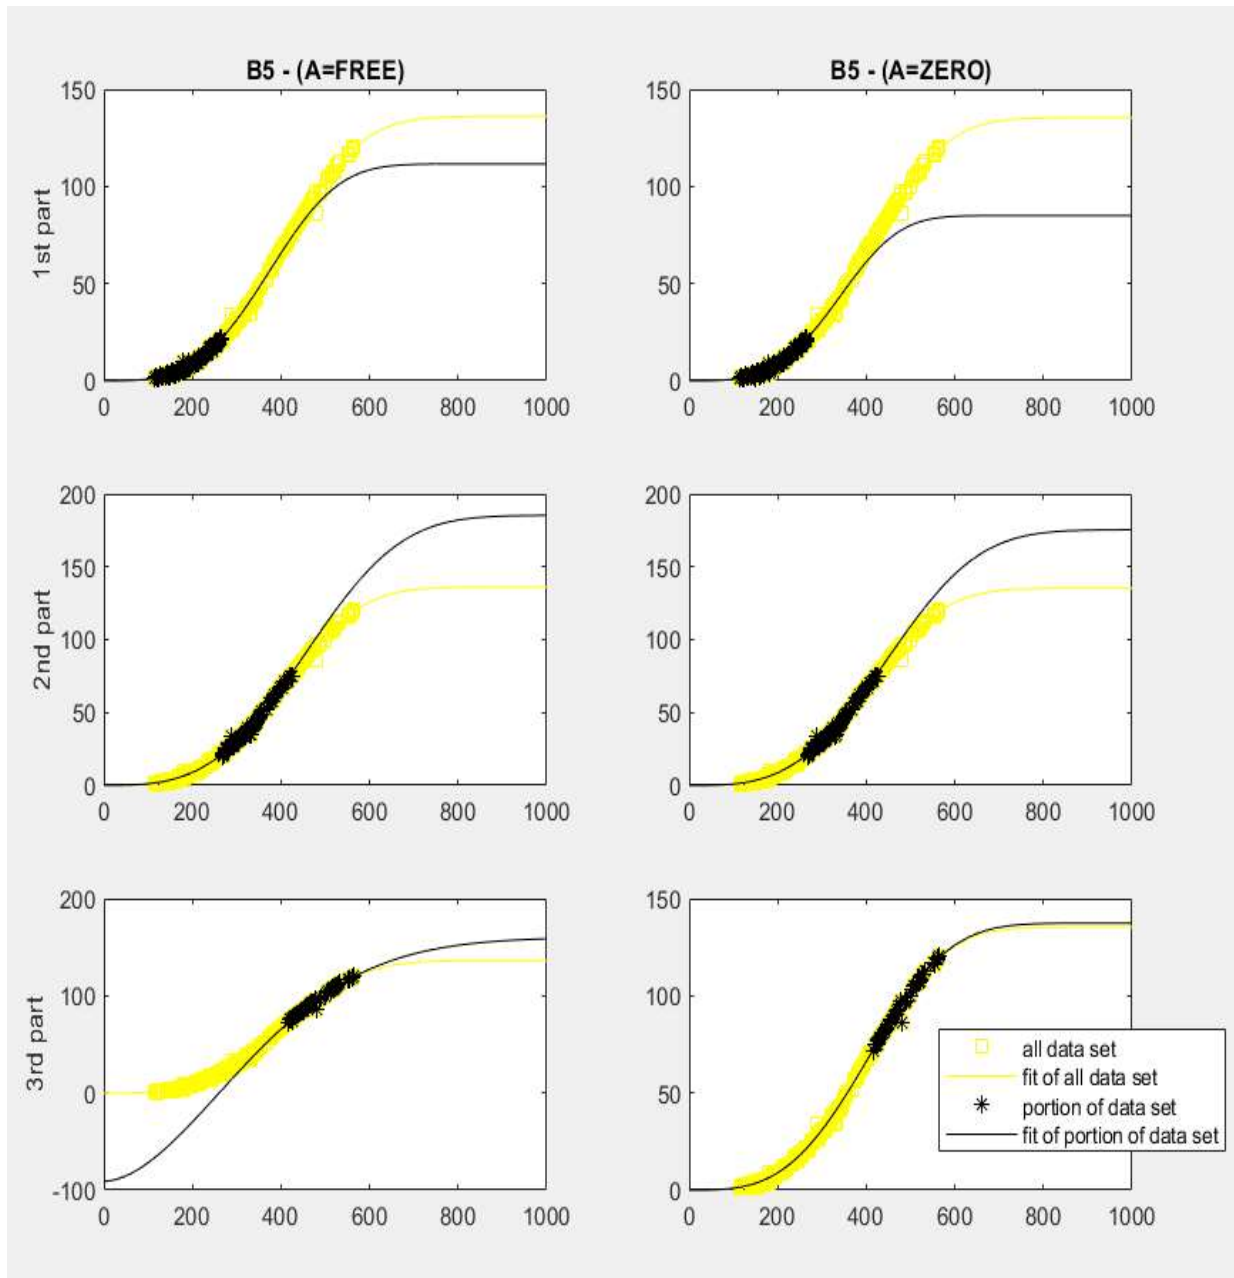 B5 - (A=FREE)
B5 - (A=ZERO)
1st part
150
100
50
0
0 200 400 600 800 1000
150
100
50
0
0 200 400 600 800 1000
2nd part
200
150
100
50
0
0 200 400 600 800 1000
200
150
100
50
0
0 200 400 600 800 1000
3rd part
200
100
0
-100
0 200 400 600 800 1000
150
100
50
0
0 200 400 600 800 1000
all data set
fit of all data set
portion of data set
fit of portion of data set